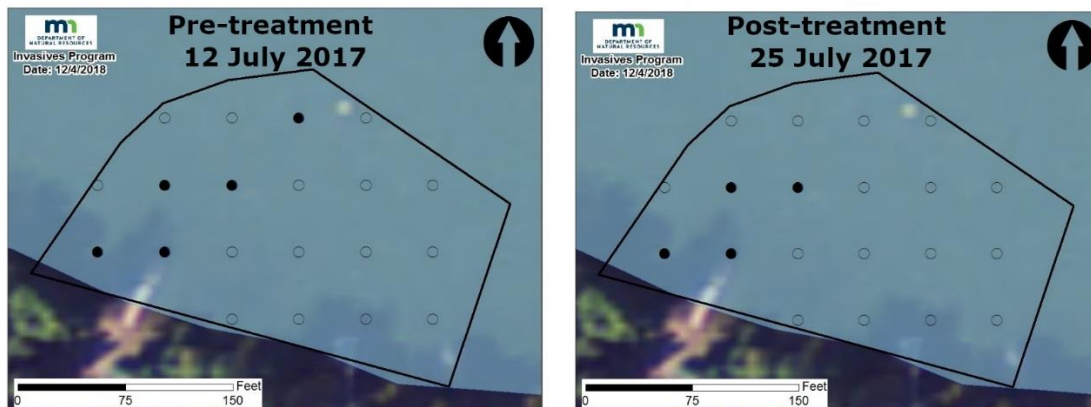 mn
DEPARTMENT OF
NATURAL RESOURCES
Invasives Program
Date: 12/4/2018
Pre-treatment
12 July 2017
Feet
0 75 150
mn
DEPARTMENT OF
NATURAL RESOURCES
Invasives Program
Date: 12/4/2018
Post-treatment
25 July 2017
Feet
0 75 150